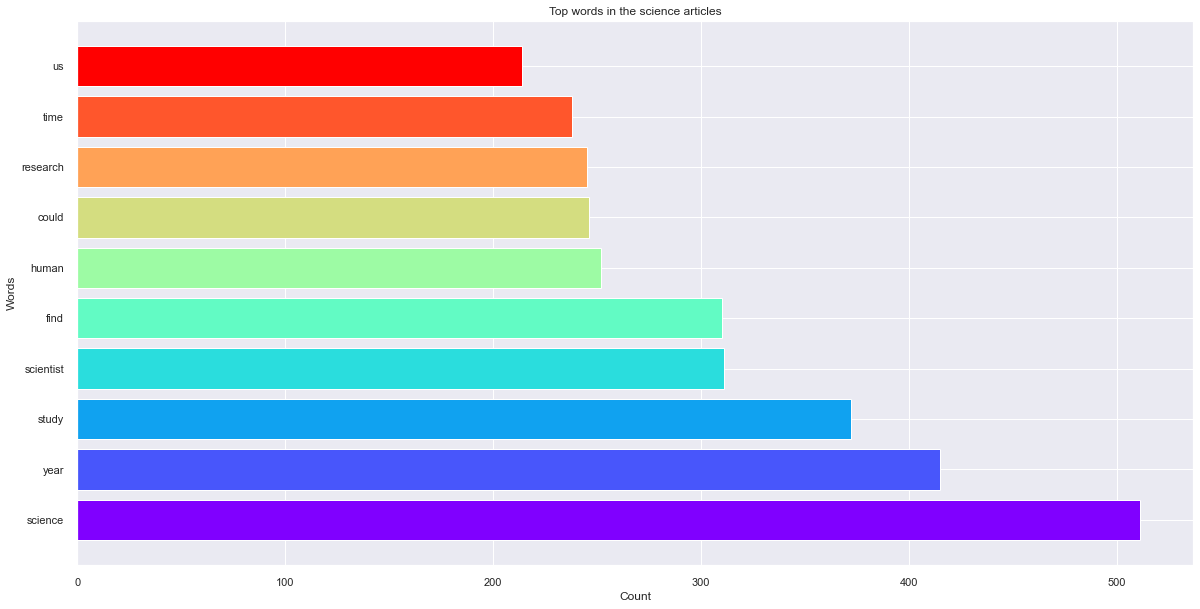 Top words in the science articles
us
time
research
could
human
find
scientist
study
year
science
Words
0 100 200 300 400 500
Count